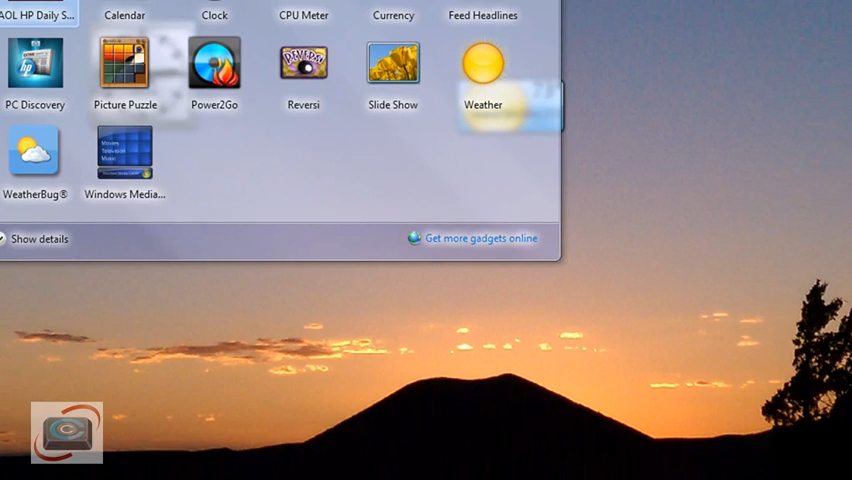 AOL HP Daily S...
Calendar
Clock
CPU Meter
Currency
Feed Headlines
PC Discovery
Picture Puzzle
Power2Go
Reversi
Slide Show
Weather
WeatherBug®
Windows Media...
Show details
Get more gadgets online